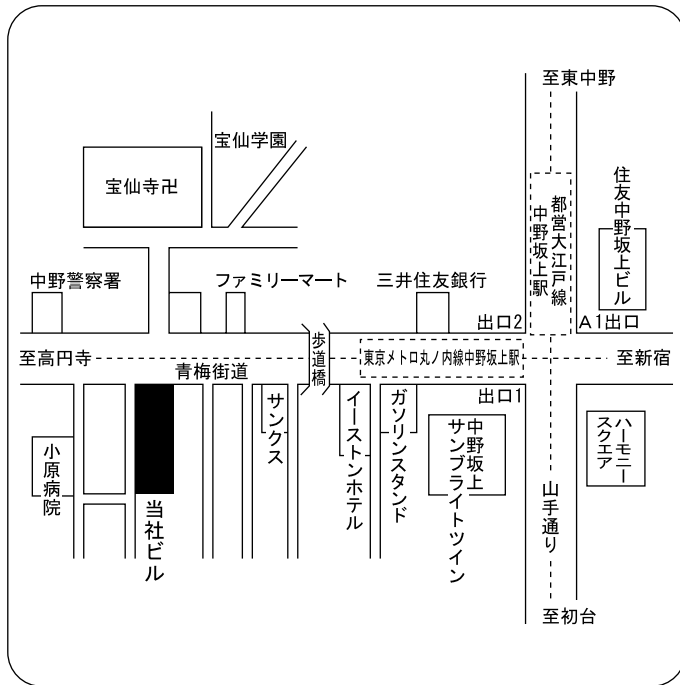 至東中野
宝仙学園
宝仙寺卍
住友中野坂上ビル
都営大江戸線
中野坂上駅
中野警察署
ファミリーマート
三井住友銀行
出口2
A1出口
至高円寺
歩道橋
東京メトロ丸ノ内線中野坂上駅
至新宿
青梅街道
出口1
サンクス
イーストンホテル
ガソリンスタンド
中野坂上
サンブライトツイン
ハーモニー
スクエア
小原病院
当社ビル
山手通り
至初台